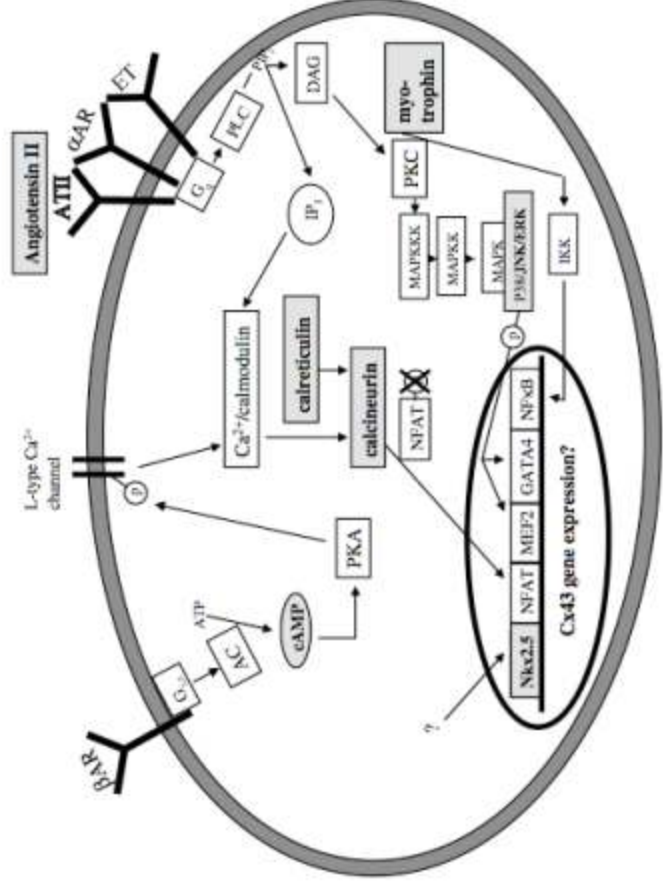 βAR
Angiotensin II
ATII
αAR
ET
L-type Ca²⁺
channel
P
G
AC
ATP
cAMP
PKA
Gq
PLC
DAG
IP₃
Ca²⁺/calmodulin
calreticulin
calcineurin
NFAT
myo-
trophin
PKC
MAPKKK
MAPKK
MAPK
P38/JNK/ERK
P
IKK
?
Nkx2.5
NFAT
MEF2
GATA4
NFκB
Cx43 gene expression?